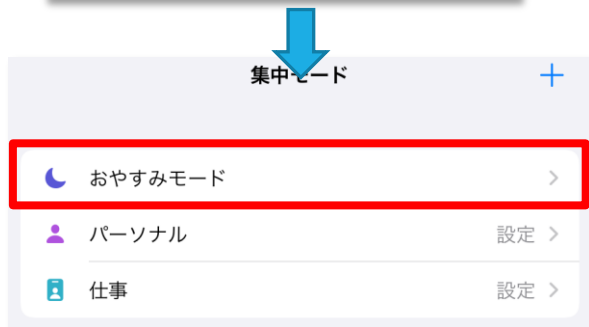 集中モード
おやすみモード
パーソナル 設定
仕事 設定